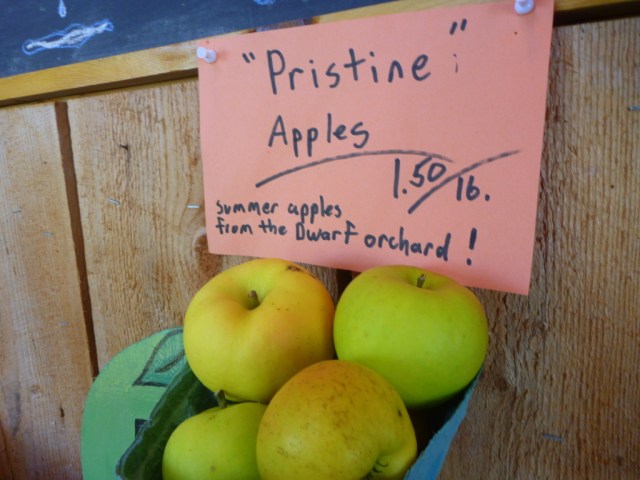 "Pristine"
Apples
1.50/lb.
summer apples
from the Dwarf orchard!